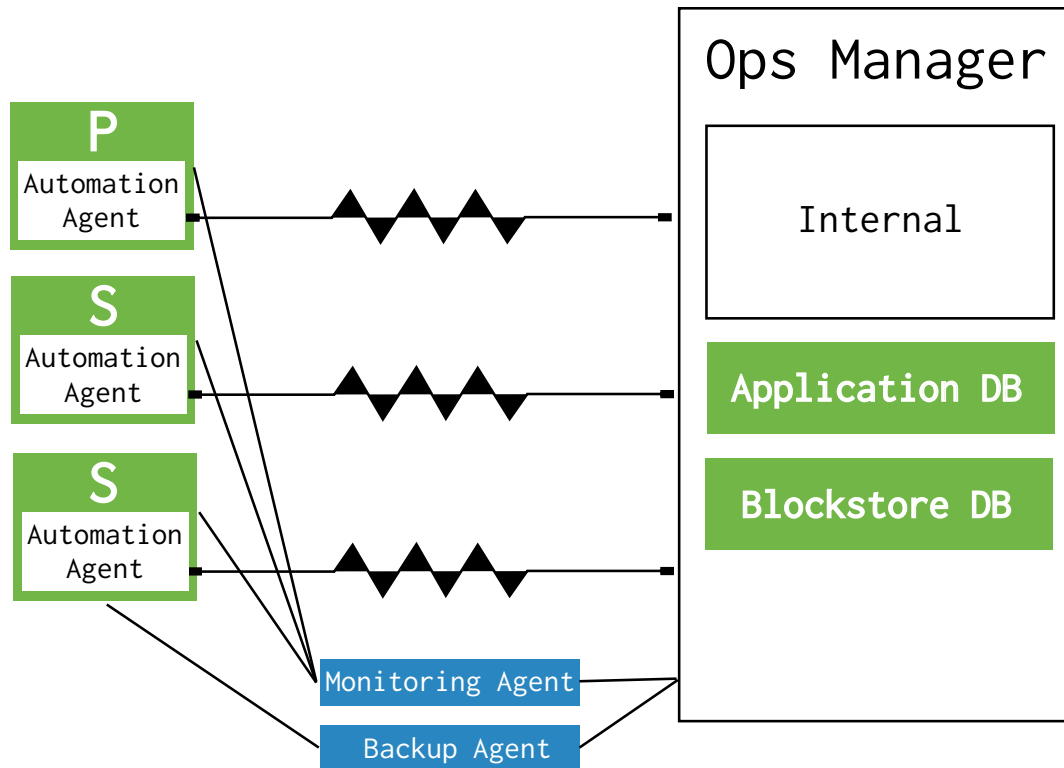 Ops Manager
P
Automation
Agent
Internal
S
Automation
Agent
Application DB
S
Automation
Agent
Blockstore DB
Monitoring Agent
Backup Agent